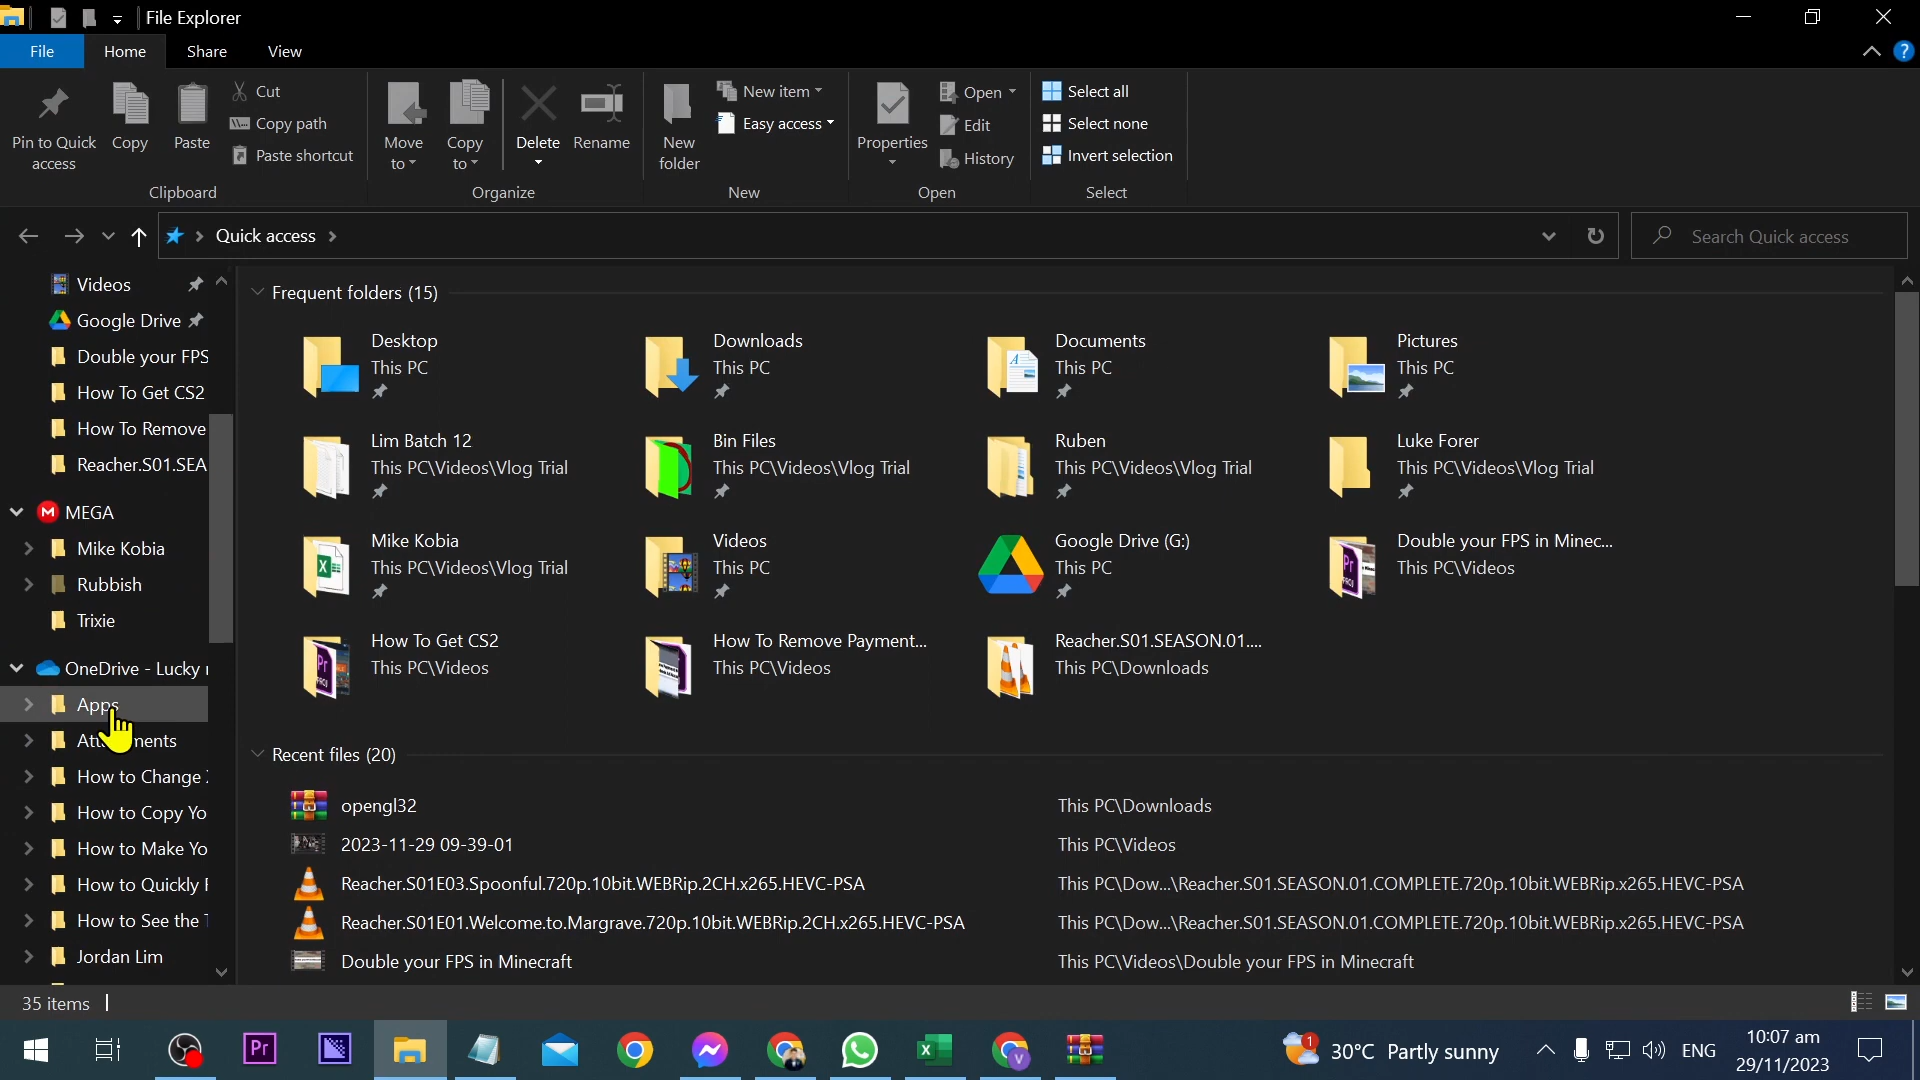 File Explorer
File Home Share View
Pin to Quick access
Copy
Paste
Cut
Copy path
Paste shortcut
Clipboard
Move to
Copy to
Delete
Rename
Organize
New folder
New item
Easy access
New
Properties
Open
Edit
History
Open
Select all
Select none
Invert selection
Select
Quick access
Search Quick access
Videos
Google Drive
Double your FPS
How To Get CS2
How To Remove
Reacher.S01.SEA
MEGA
Mike Kobia
Rubbish
Trixie
OneDrive - Lucky
Apps
How to Change
How to Copy Yo
How to Make Yo
How to Quickly
How to See the
Jordan Lim
Frequent folders (15)
Desktop
This PC
Downloads
This PC
Documents
This PC
Pictures
This PC
Lim Batch 12
This PC\Videos\Vlog Trial
Bin Files
This PC\Videos\Vlog Trial
Ruben
This PC\Videos\Vlog Trial
Luke Forer
This PC\Videos\Vlog Trial
Mike Kobia
This PC\Videos\Vlog Trial
Videos
This PC
Google Drive (G:)
This PC
Double your FPS in Minec...
This PC\Videos
How To Get CS2
This PC\Videos
How To Remove Payment...
This PC\Videos
Reacher.S01.SEASON.01....
This PC\Downloads
Recent files (20)
opengl32 This PC\Downloads
2023-11-29 09-39-01 This PC\Videos
Reacher.S01E03.Spoonful.720p.10bit.WEBRip.2CH.x265.HEVC-PSA This PC\Dow...\Reacher.S01.SEASON.01.COMPLETE.720p.10bit.WEBRip.x265.HEVC-PSA
Reacher.S01E01.Welcome.to.Margrave.720p.10bit.WEBRip.2CH.x265.HEVC-PSA This PC\Dow...\Reacher.S01.SEASON.01.COMPLETE.720p.10bit.WEBRip.x265.HEVC-PSA
Double your FPS in Minecraft This PC\Videos\Double your FPS in Minecraft
35 items
Pr
1
30°C Partly sunny
ENG
10:07 am
29/11/2023